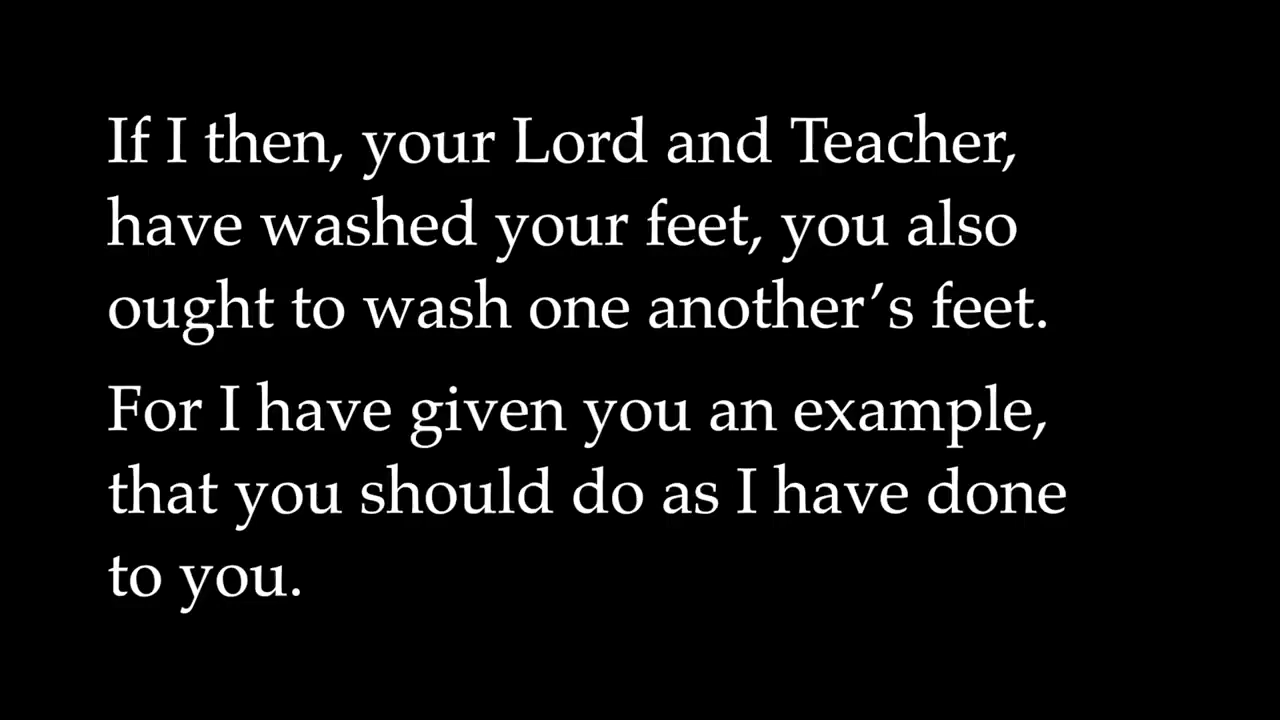 If I then, your Lord and Teacher,
have washed your feet, you also
ought to wash one another’s feet.
For I have given you an example,
that you should do as I have done
to you.